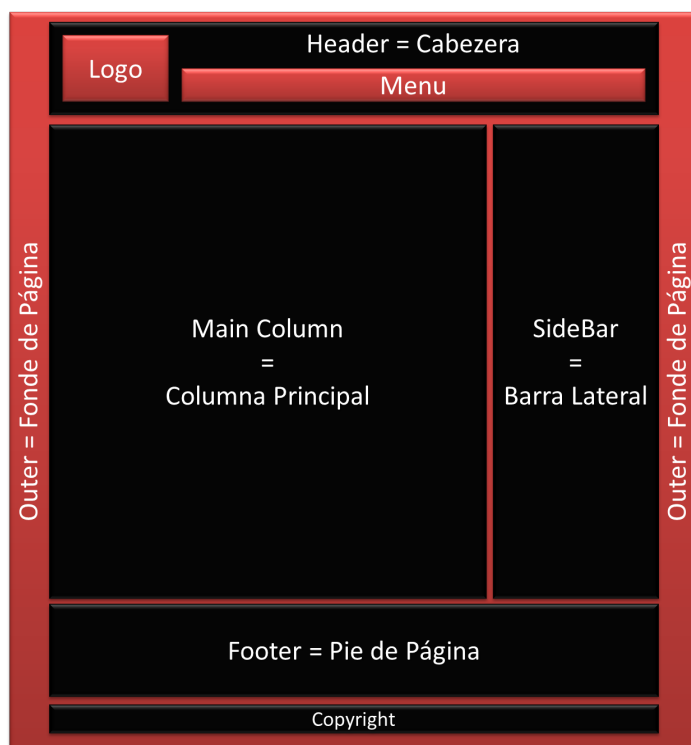 Header = Cabezera
Logo
Menu
Outer = Fonde de Página
Main Column
=
Columna Principal
SideBar
=
Barra Lateral
Outer = Fonde de Página
Footer = Pie de Página
Copyright